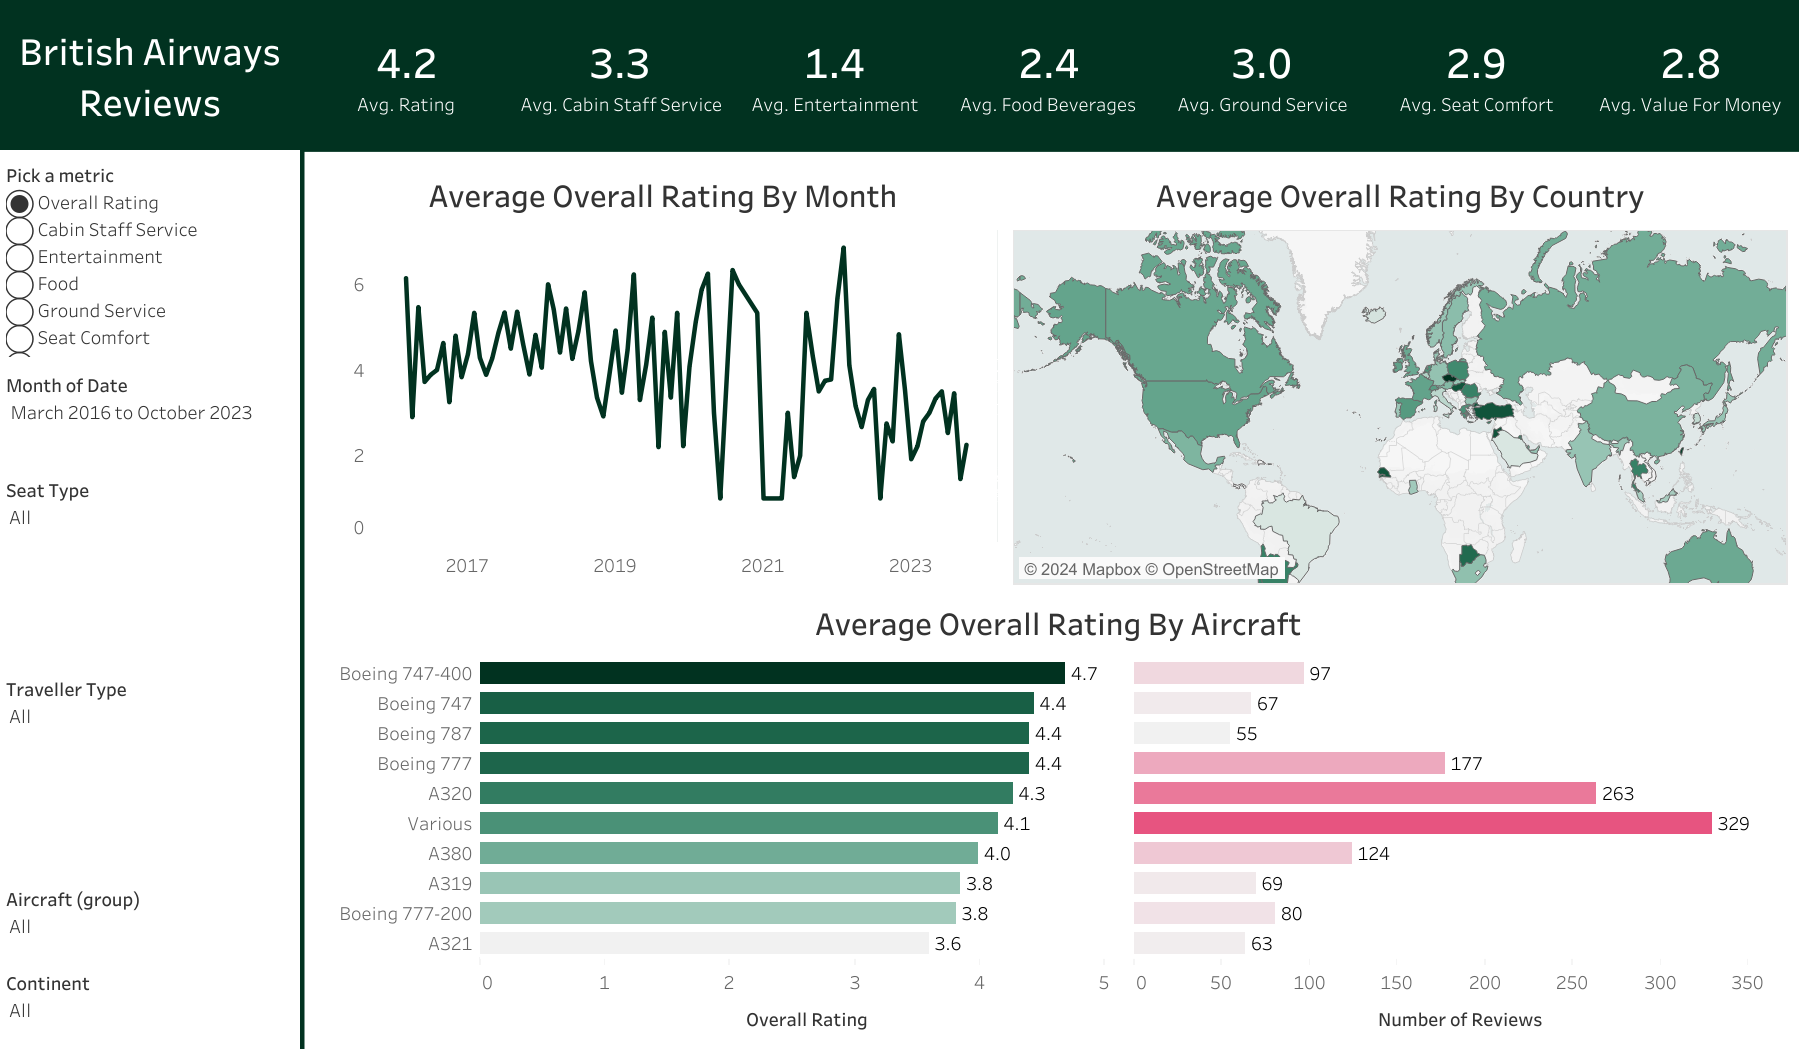 British Airways
Reviews
4.2
Avg. Rating
3.3
Avg. Cabin Staff Service
1.4
Avg. Entertainment
2.4
Avg. Food Beverages
3.0
Avg. Ground Service
2.9
Avg. Seat Comfort
2.8
Avg. Value For Money
Pick a metric
Overall Rating
Cabin Staff Service
Entertainment
Food
Ground Service
Seat Comfort
Month of Date
March 2016 to October 2023
Seat Type
All
Traveller Type
All
Aircraft (group)
All
Continent
All
Average Overall Rating By Month
6
4
2
0
2017 2019 2021 2023
Average Overall Rating By Country
© 2024 Mapbox © OpenStreetMap
Average Overall Rating By Aircraft
Boeing 747-400 4.7 97
Boeing 747 4.4 67
Boeing 787 4.4 55
Boeing 777 4.4 177
A320 4.3 263
Various 4.1 329
A380 4.0 124
A319 3.8 69
Boeing 777-200 3.8 80
A321 3.6 63
0 1 2 3 4 5 0 50 100 150 200 250 300 350
Overall Rating Number of Reviews